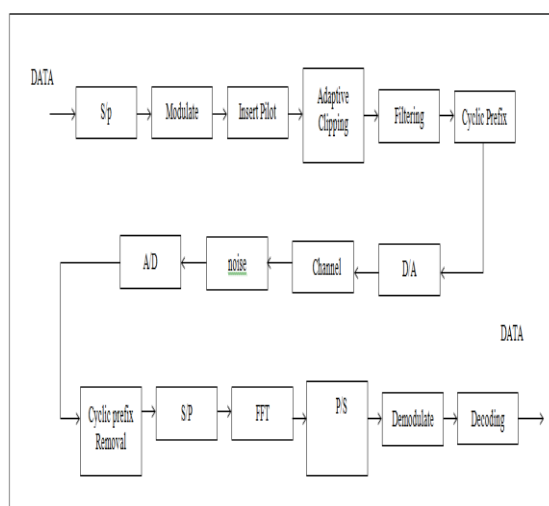 DATA
S/p
Modulate
Insert Pilot
Adaptive
Clipping
Filtering
Cyclic Prefix
A/D
noise
Channel
D/A
DATA
Cyclic prefix
Removal
S/P
FFT
P/S
Demodulate
Decoding